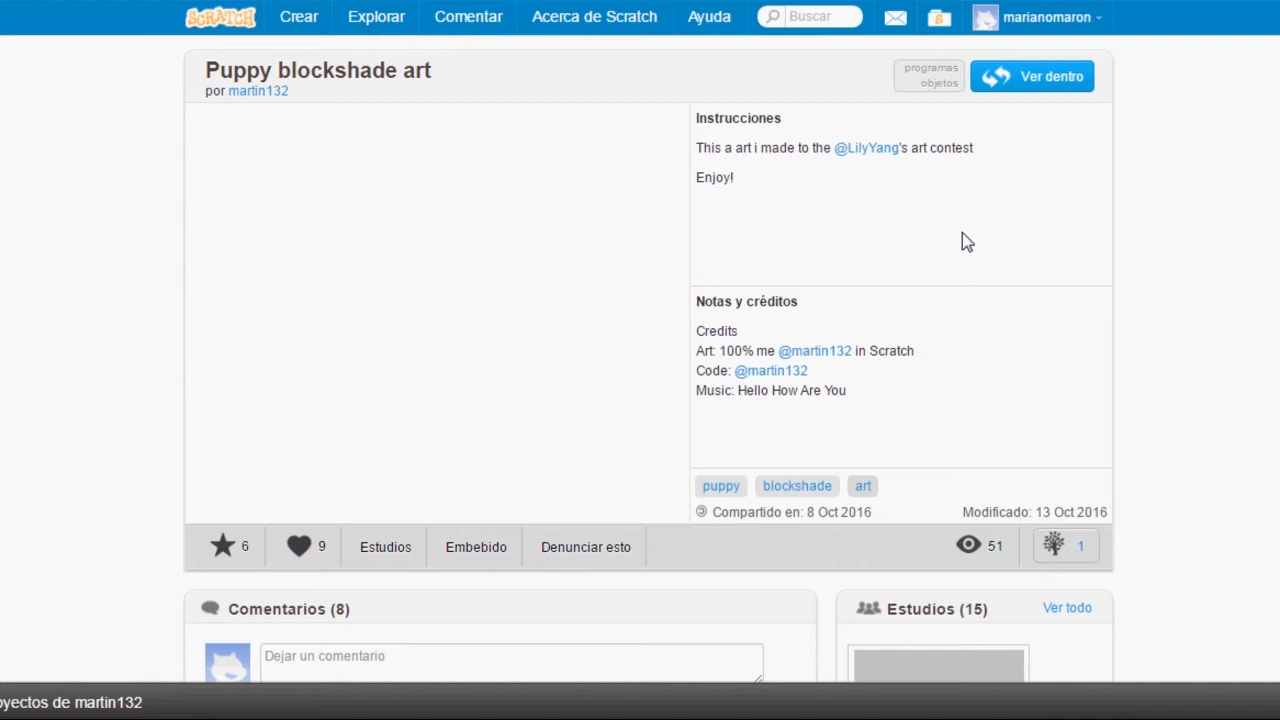 SCRATCH Crear Explorar Comentar Acerca de Scratch Ayuda Buscar marianomaron
Puppy blockshade art
por martin132
programas
objetos
Ver dentro
Instrucciones
This a art i made to the @LilyYang's art contest
Enjoy!
Notas y créditos
Credits
Art: 100% me @martin132 in Scratch
Code: @martin132
Music: Hello How Are You
puppy blockshade art
Compartido en: 8 Oct 2016 Modificado: 13 Oct 2016
6 9 Estudios Embebido Denunciar esto 51 1
Comentarios (8)
Estudios (15) Ver todo
Dejar un comentario
oyectos de martin132